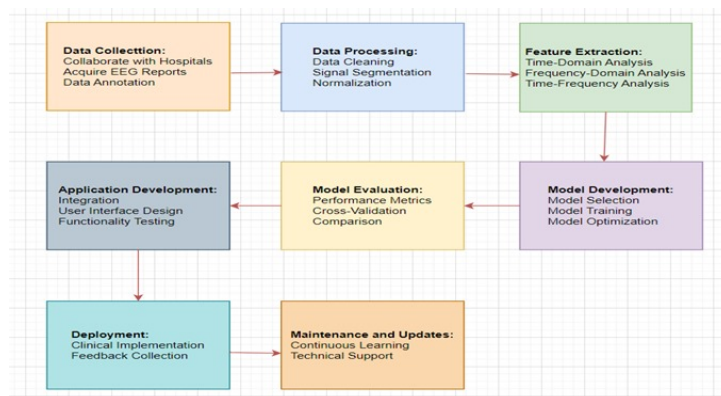 Data Collecttion:
Collaborate with Hospitals
Acquire EEG Reports
Data Annotation
Data Processing:
Data Cleaning
Signal Segmentation
Normalization
Feature Extraction:
Time-Domain Analysis
Frequency-Domain Analysis
Time-Frequency Analysis
Model Development:
Model Selection
Model Training
Model Optimization
Model Evaluation:
Performance Metrics
Cross-Validation
Comparison
Application Development:
Integration
User Interface Design
Functionality Testing
Deployment:
Clinical Implementation
Feedback Collection
Maintenance and Updates:
Continuous Learning
Technical Support